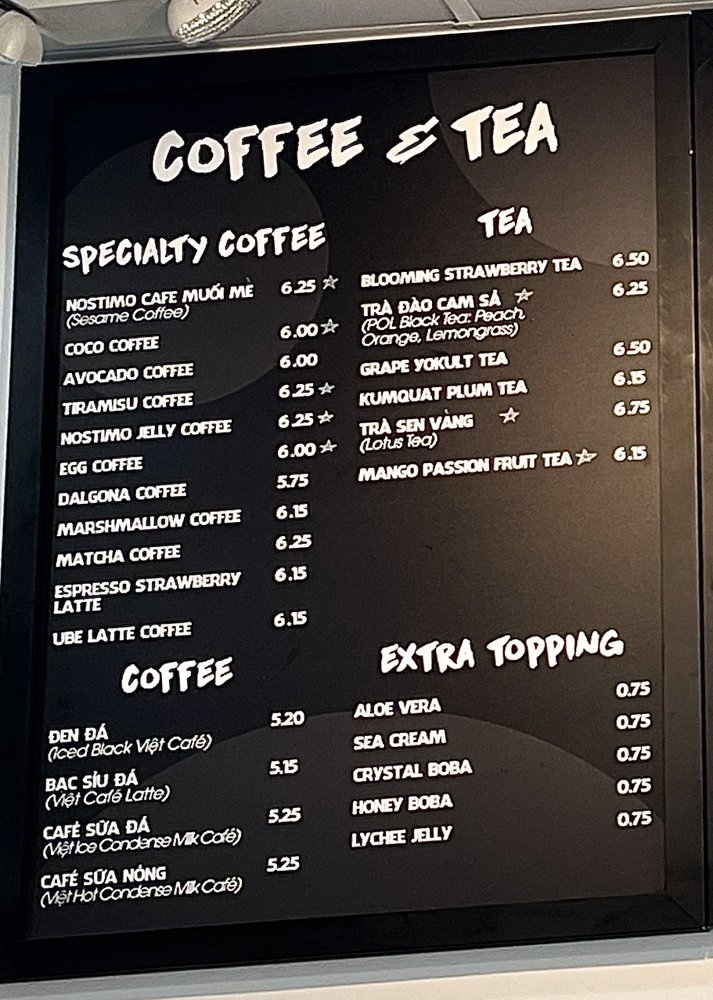 COFFEE & TEA
SPECIALTY COFFEE
NOSTIMO CAFE MUỐI MÈ 6.25 ☆
(Sesame Coffee)
COCO COFFEE 6.00 ☆
AVOCADO COFFEE 6.00
TIRAMISU COFFEE 6.25 ☆
NOSTIMO JELLY COFFEE 6.25 ☆
EGG COFFEE 6.00 ☆
DALGONA COFFEE 5.75
MARSHMALLOW COFFEE 6.15
MATCHA COFFEE 6.25
ESPRESSO STRAWBERRY 6.15
LATTE
UBE LATTE COFFEE 6.15
COFFEE
ĐEN ĐÁ 5.20
(Iced Black Việt Café)
BẠC SÍU ĐÁ 5.15
(Việt Café Latte)
CAFÉ SỮA ĐÁ 5.25
(Việt Ice Condense Milk Café)
CAFÉ SỮA NÓNG 5.25
(Việt Hot Condense Milk Café)
TEA
BLOOMING STRAWBERRY TEA 6.50
TRÀ ĐÀO CAM SẢ ☆ 6.25
(POL Black Tea: Peach,
Orange, Lemongrass)
GRAPE YOKULT TEA 6.50
KUMQUAT PLUM TEA 6.15
TRÀ SEN VÀNG ☆ 6.75
(Lotus Tea)
MANGO PASSION FRUIT TEA ☆ 6.15
EXTRA TOPPING
ALOE VERA 0.75
SEA CREAM 0.75
CRYSTAL BOBA 0.75
HONEY BOBA 0.75
LYCHEE JELLY 0.75